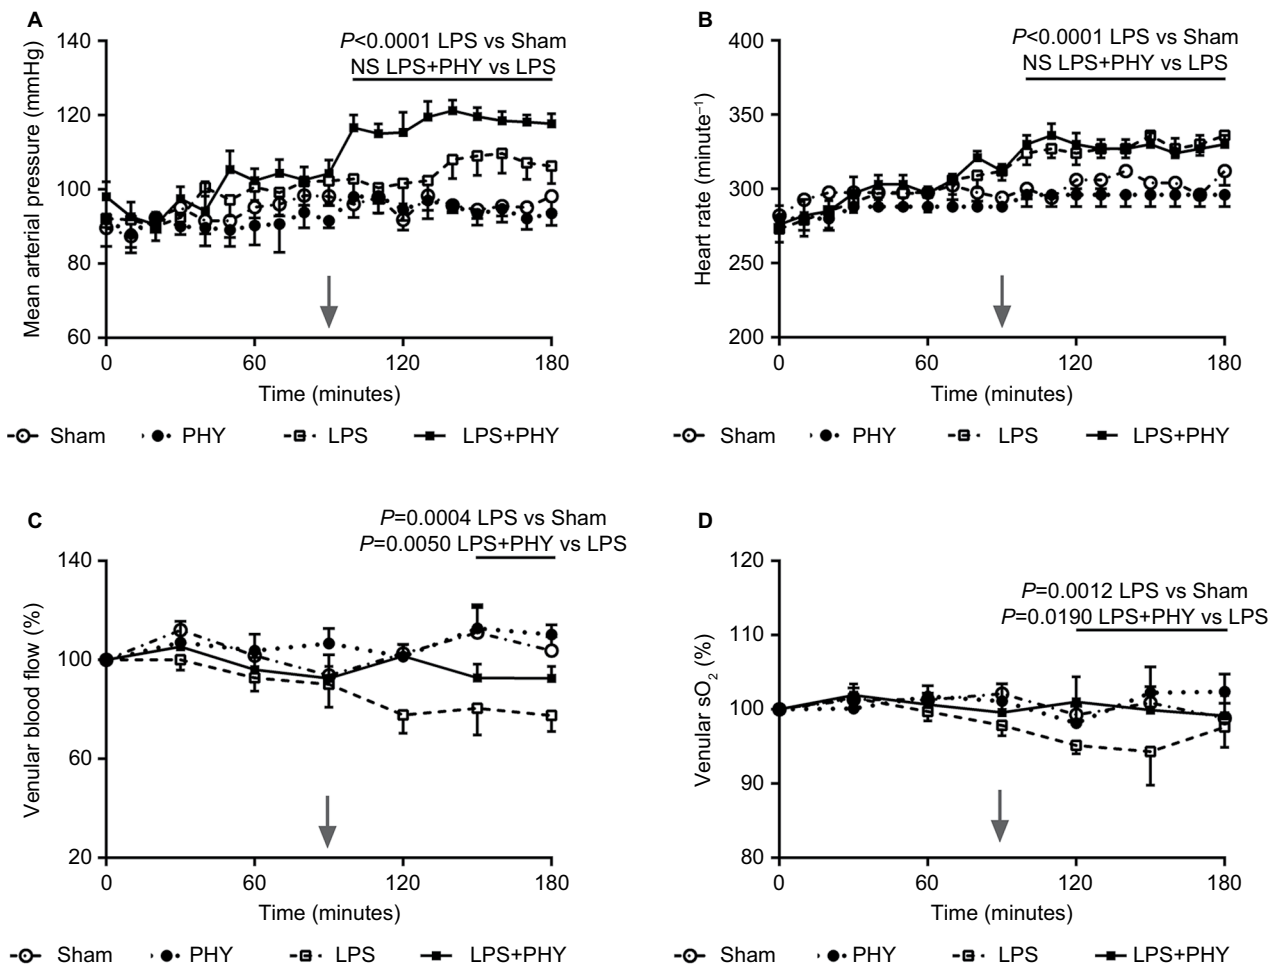 A
P<0.0001 LPS vs Sham
NS LPS+PHY vs LPS
Mean arterial pressure (mmHg)
140
120
100
80
60
0
60
120
180
Time (minutes)
Sham
PHY
LPS
LPS+PHY
B
P<0.0001 LPS vs Sham
NS LPS+PHY vs LPS
Heart rate (minute⁻¹)
400
350
300
250
200
0
60
120
180
Time (minutes)
Sham
PHY
LPS
LPS+PHY
C
P=0.0004 LPS vs Sham
P=0.0050 LPS+PHY vs LPS
Venular blood flow (%)
140
100
60
20
0
60
120
180
Time (minutes)
Sham
PHY
LPS
LPS+PHY
D
P=0.0012 LPS vs Sham
P=0.0190 LPS+PHY vs LPS
Venular sO₂ (%)
120
110
100
90
80
0
60
120
180
Time (minutes)
Sham
PHY
LPS
LPS+PHY